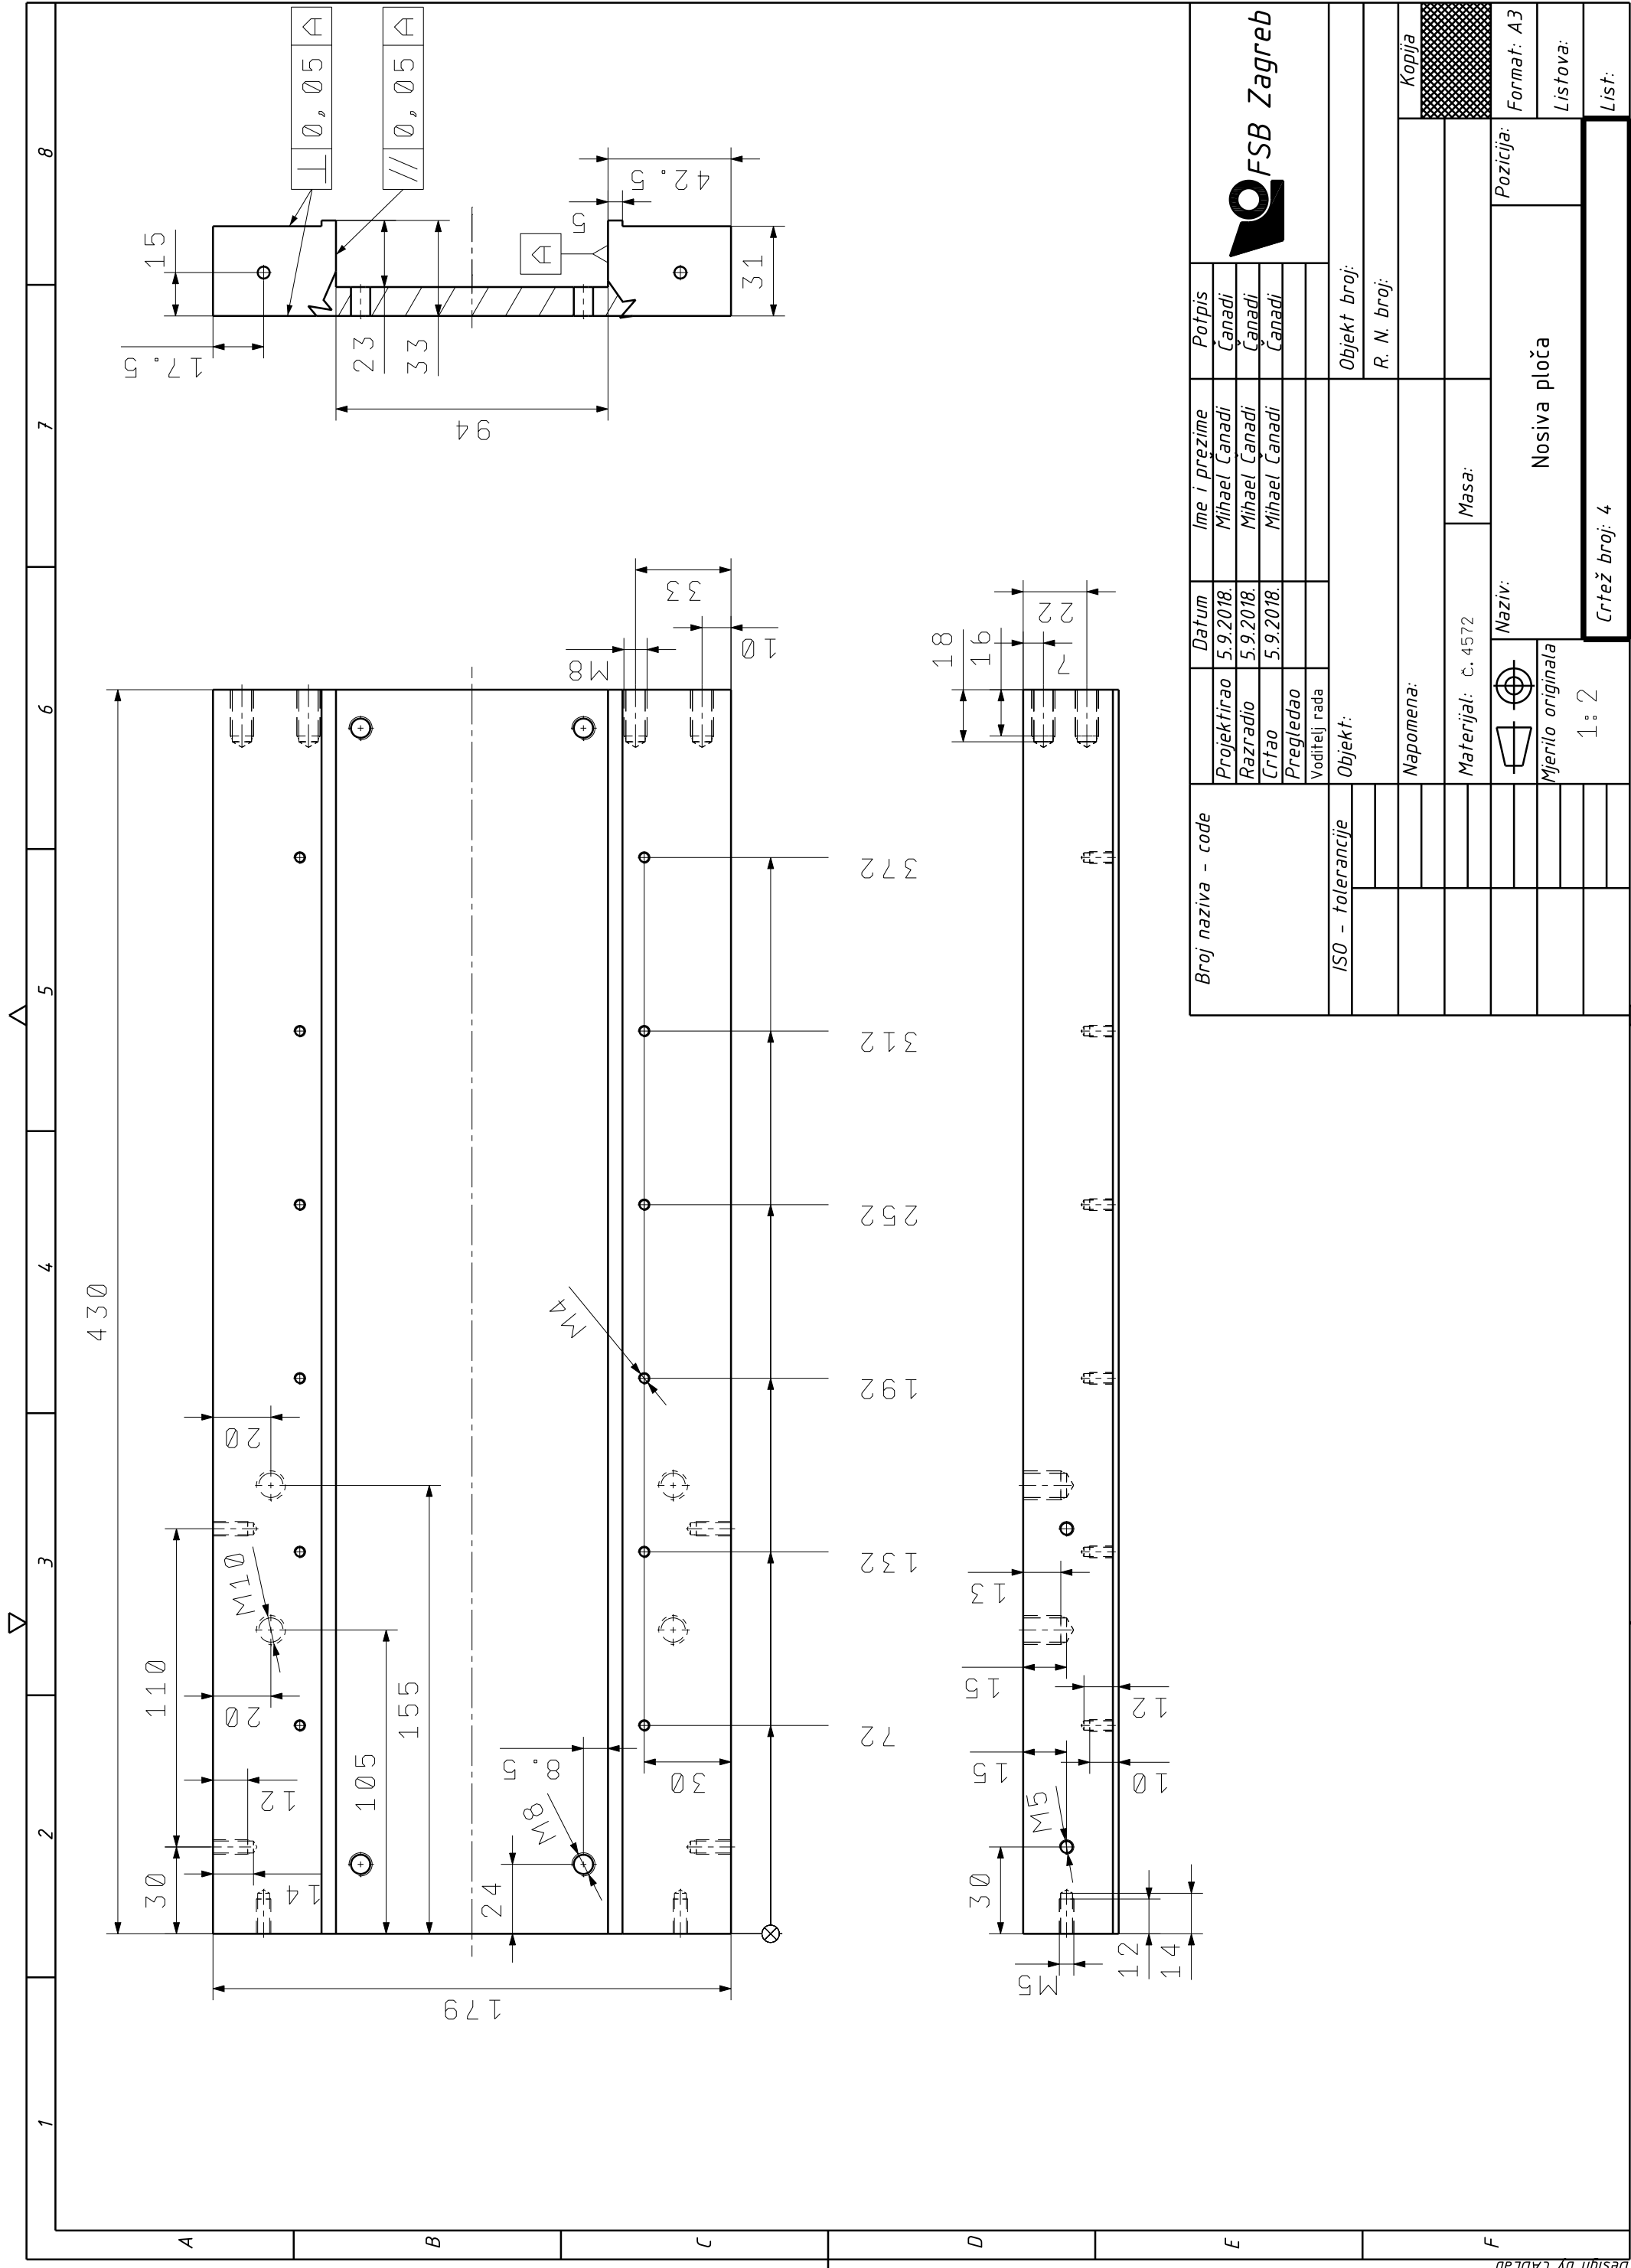 1
2
3
4
5
6
7
8
A
B
C
D
E
F
430
110
30
12
14
20
20
M10
105
155
179
24
M8
8.5
30
M4
72
132
192
252
312
372
M8
33
10
17.5
15
⊥ 0,05 A
// 0,05 A
23
33
94
A
5
42.5
31
18
16
7
22
13
15
15
12
10
M5
30
M5
12
14
Broj naziva - code
Datum
Ime i prezime
Potpis
Projektirao
5.9.2018.
Mihael Čanadi
Čanadi
Razradio
5.9.2018.
Mihael Čanadi
Čanadi
Crtao
5.9.2018.
Mihael Čanadi
Čanadi
Pregledao
Voditelj rada
FSB Zagreb
ISO - tolerancije
Objekt:
Objekt broj:
R. N. broj:
Napomena:
Kopija
Materijal: Č. 4572
Masa:
Naziv:
Nosiva ploča
Pozicija:
Format: A3
Mjerilo originala
1:2
Listova:
Crtež broj: 4
List:
Design by CADLab